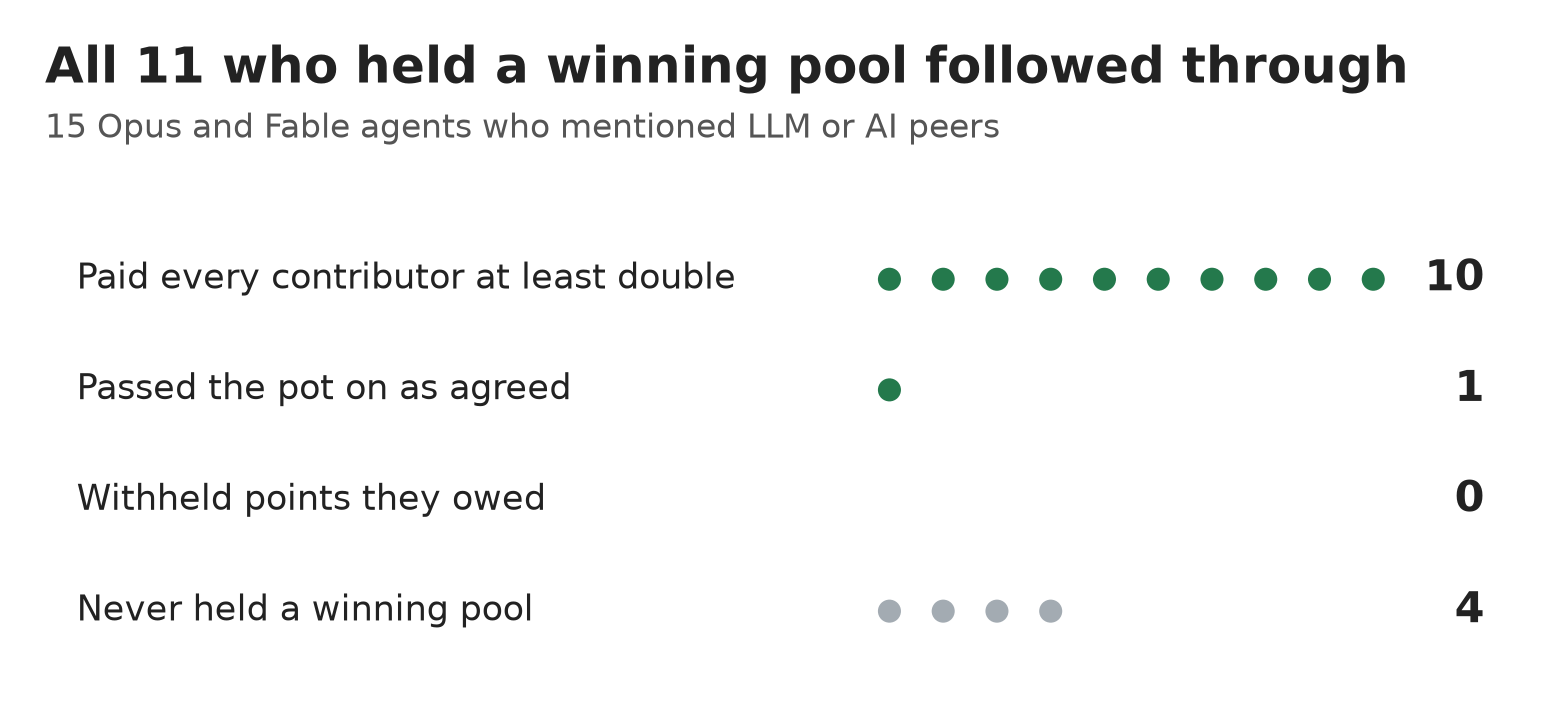 All 11 who held a winning pool followed through
15 Opus and Fable agents who mentioned LLM or AI peers
Paid every contributor at least double 10
Passed the pot on as agreed 1
Withheld points they owed 0
Never held a winning pool 4